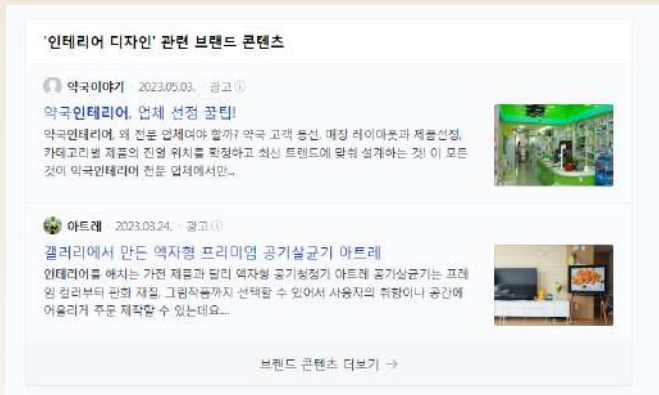 '인테리어 디자인' 관련 브랜드 콘텐츠
약국이야기 · 2023.05.03. · 광고
약국인테리어, 업체 선정 꿀팁!
약국인테리어, 왜 전문 업체여야 할까? 약국 고객 동선, 매장 레이아웃과 제품선정,
카테고리별 제품의 진열 위치를 확정하고 최신 트렌드에 맞춰 설계하는 것! 이 모든
것이 약국인테리어 전문 업체에서만...
아트레 · 2023.03.24. · 광고
갤러리에서 만든 액자형 프리미엄 공기살균기 아트레
인테리어를 해치는 가전 제품과 달리 액자형 공기청정기 아트레 공기살균기는 프레
임 컬러부터 판화 재질, 그림작품까지 선택할 수 있어서 사용자의 취향이나 공간에
어울리게 주문 제작할 수 있는데요....
브랜드 콘텐츠 더보기 →